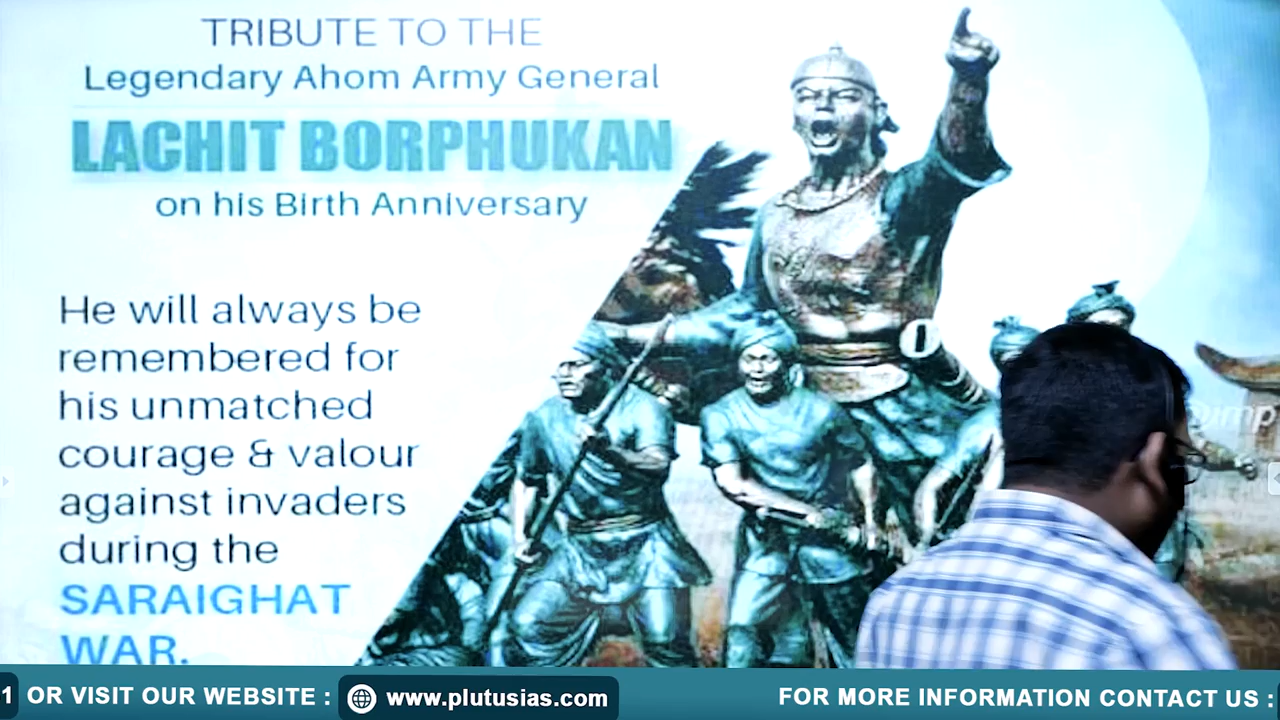 TRIBUTE TO THE
Legendary Ahom Army General
LACHIT BORPHUKAN
on his Birth Anniversary
He will always be
remembered for
his unmatched
courage & valour
against invaders
during the
SARAIGHAT
WAR.
1 OR VISIT OUR WEBSITE : www.plutusias.com FOR MORE INFORMATION CONTACT US :